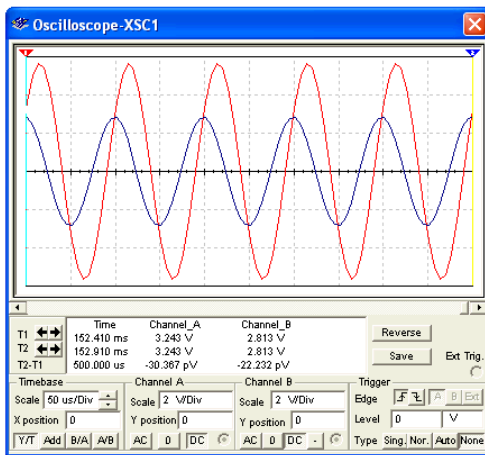 Oscilloscope-XSC1
1 2
Time Channel_A Channel_B
T1 152.410 ms 3.243 V 2.813 V
T2 152.910 ms 3.243 V 2.813 V
T2-T1 500.000 us -30.367 pV -22.232 pV
Reverse
Save
Ext Trig.
Timebase
Scale 50 us/Div
X position 0
Y/T Add B/A A/B
Channel A
Scale 2 V/Div
Y position 0
AC 0 DC
Channel B
Scale 2 V/Div
Y position 0
AC 0 DC -
Trigger
Edge A B Ext
Level 0 V
Type Sing. Nor. Auto None